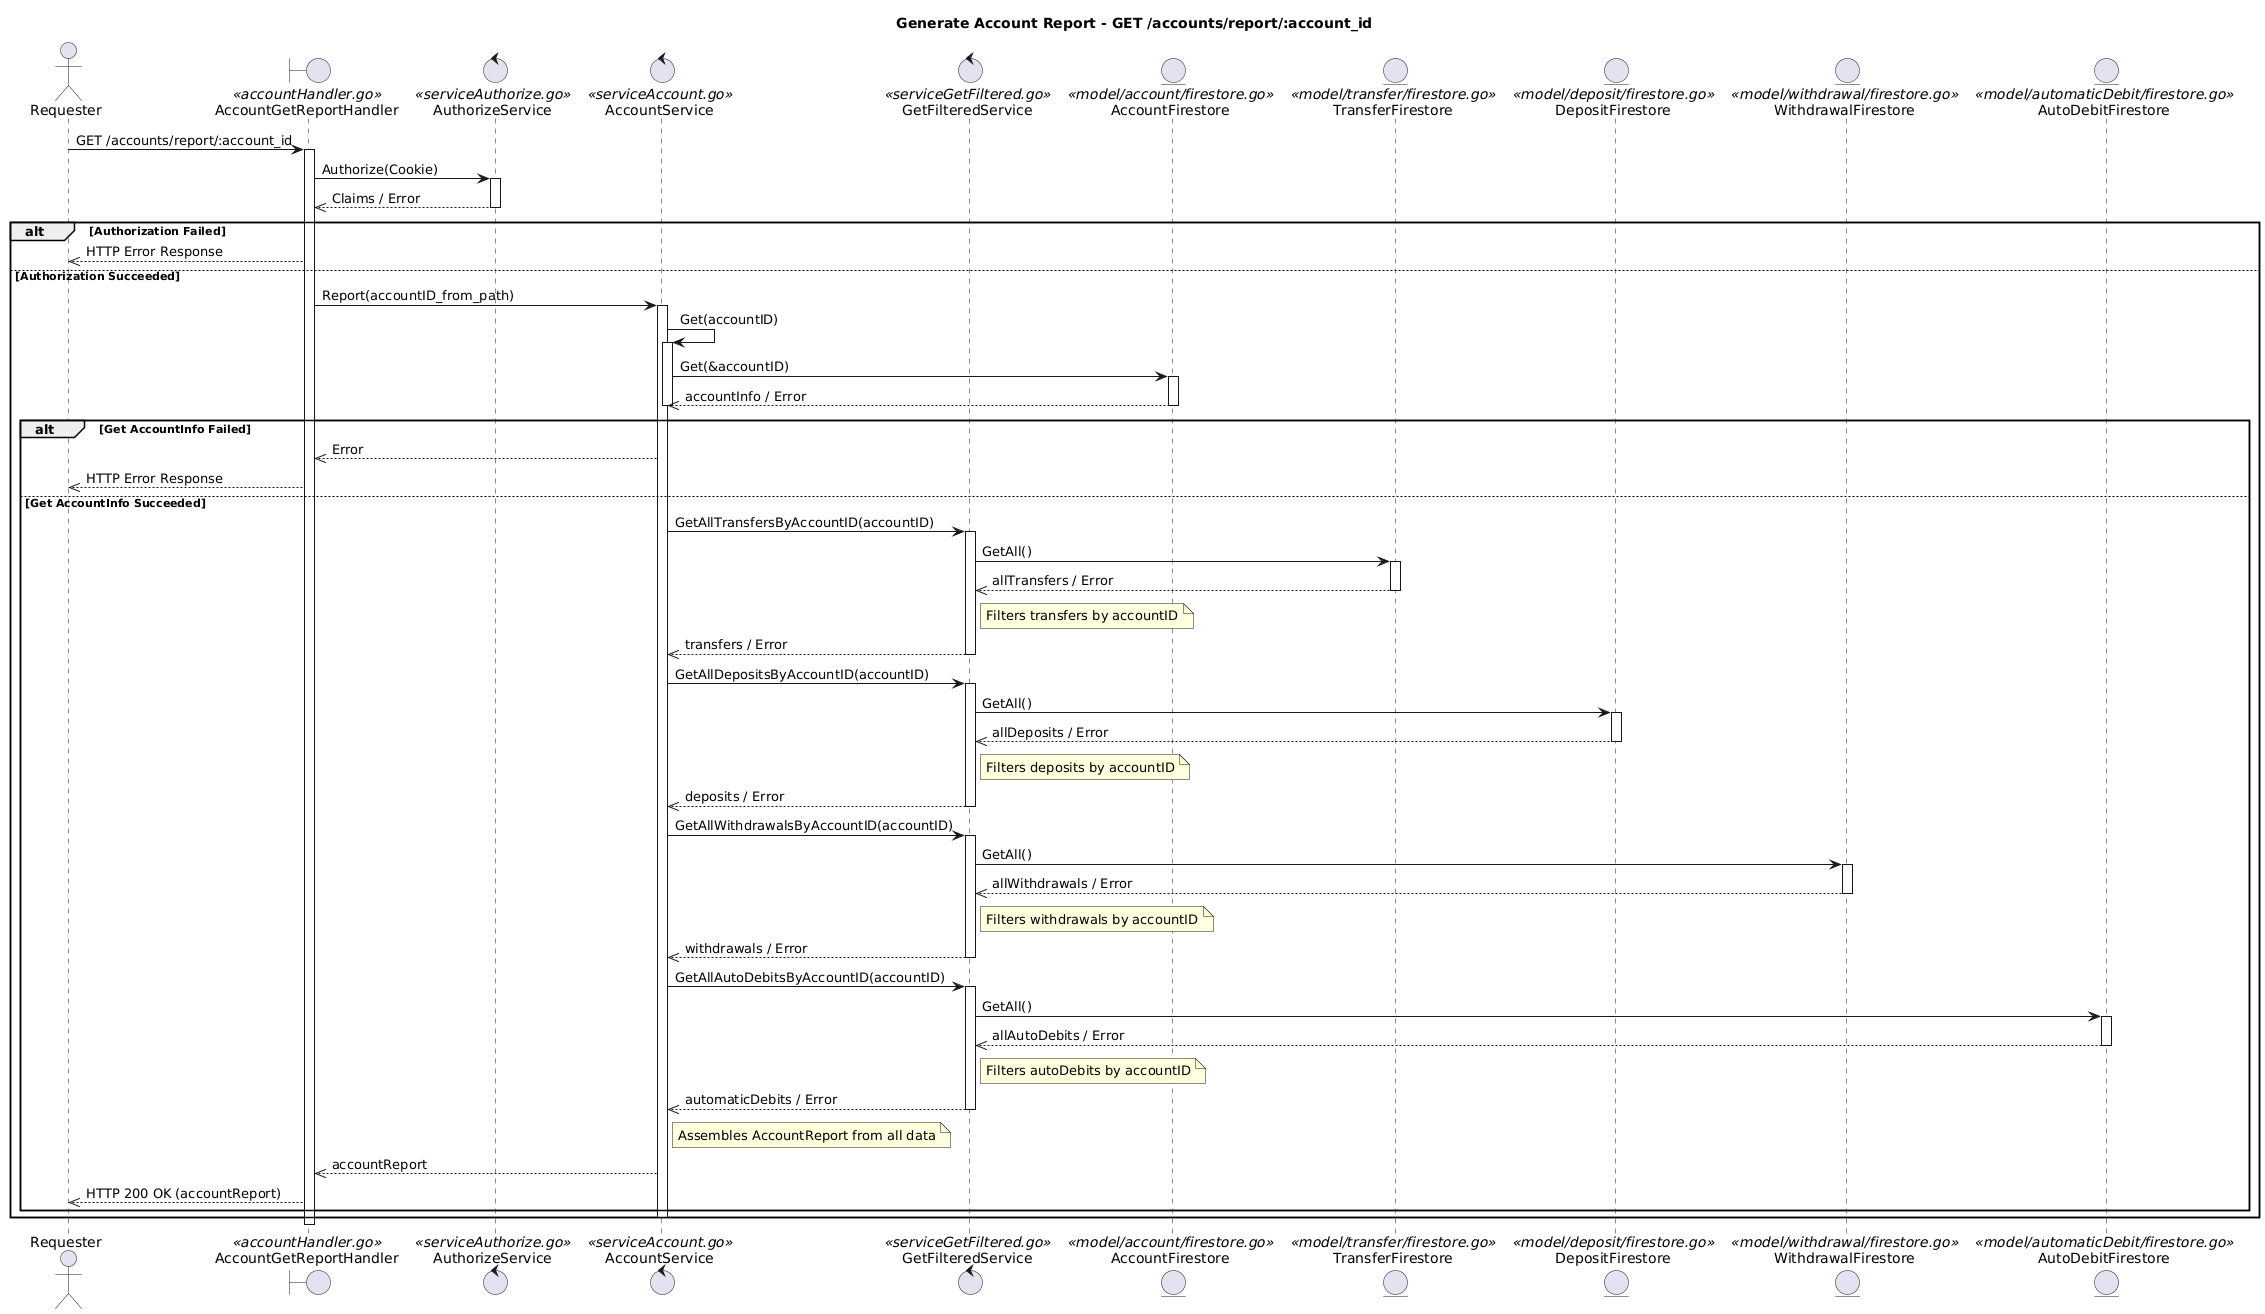 Generate Account Report - GET /accounts/report/:account_id
«accountHandler.go» «serviceAuthorize.go» «serviceAccount.go» «serviceGetFiltered.go» «model/account/firestore.go» «model/transfer/firestore.go» «model/deposit/firestore.go» «model/withdrawal/firestore.go» «model/automaticDebit/firestore.go»
Requester AccountGetReportHandler AuthorizeService AccountService GetFilteredService AccountFirestore TransferFirestore DepositFirestore WithdrawalFirestore AutoDebitFirestore
GET /accounts/report/:account_id
Authorize(Cookie)
Claims / Error
alt [Authorization Failed]
HTTP Error Response
[Authorization Succeeded]
Report(accountID_from_path)
Get(accountID)
Get(&accountID)
accountInfo / Error
alt [Get AccountInfo Failed]
Error
HTTP Error Response
[Get AccountInfo Succeeded]
GetAllTransfersByAccountID(accountID)
GetAll()
allTransfers / Error
Filters transfers by accountID
transfers / Error
GetAllDepositsByAccountID(accountID)
GetAll()
allDeposits / Error
Filters deposits by accountID
deposits / Error
GetAllWithdrawalsByAccountID(accountID)
GetAll()
allWithdrawals / Error
Filters withdrawals by accountID
withdrawals / Error
GetAllAutoDebitsByAccountID(accountID)
GetAll()
allAutoDebits / Error
Filters autoDebits by accountID
automaticDebits / Error
Assembles AccountReport from all data
accountReport
HTTP 200 OK (accountReport)
Requester «accountHandler.go» «serviceAuthorize.go» «serviceAccount.go» «serviceGetFiltered.go» «model/account/firestore.go» «model/transfer/firestore.go» «model/deposit/firestore.go» «model/withdrawal/firestore.go» «model/automaticDebit/firestore.go»
AccountGetReportHandler AuthorizeService AccountService GetFilteredService AccountFirestore TransferFirestore DepositFirestore WithdrawalFirestore AutoDebitFirestore